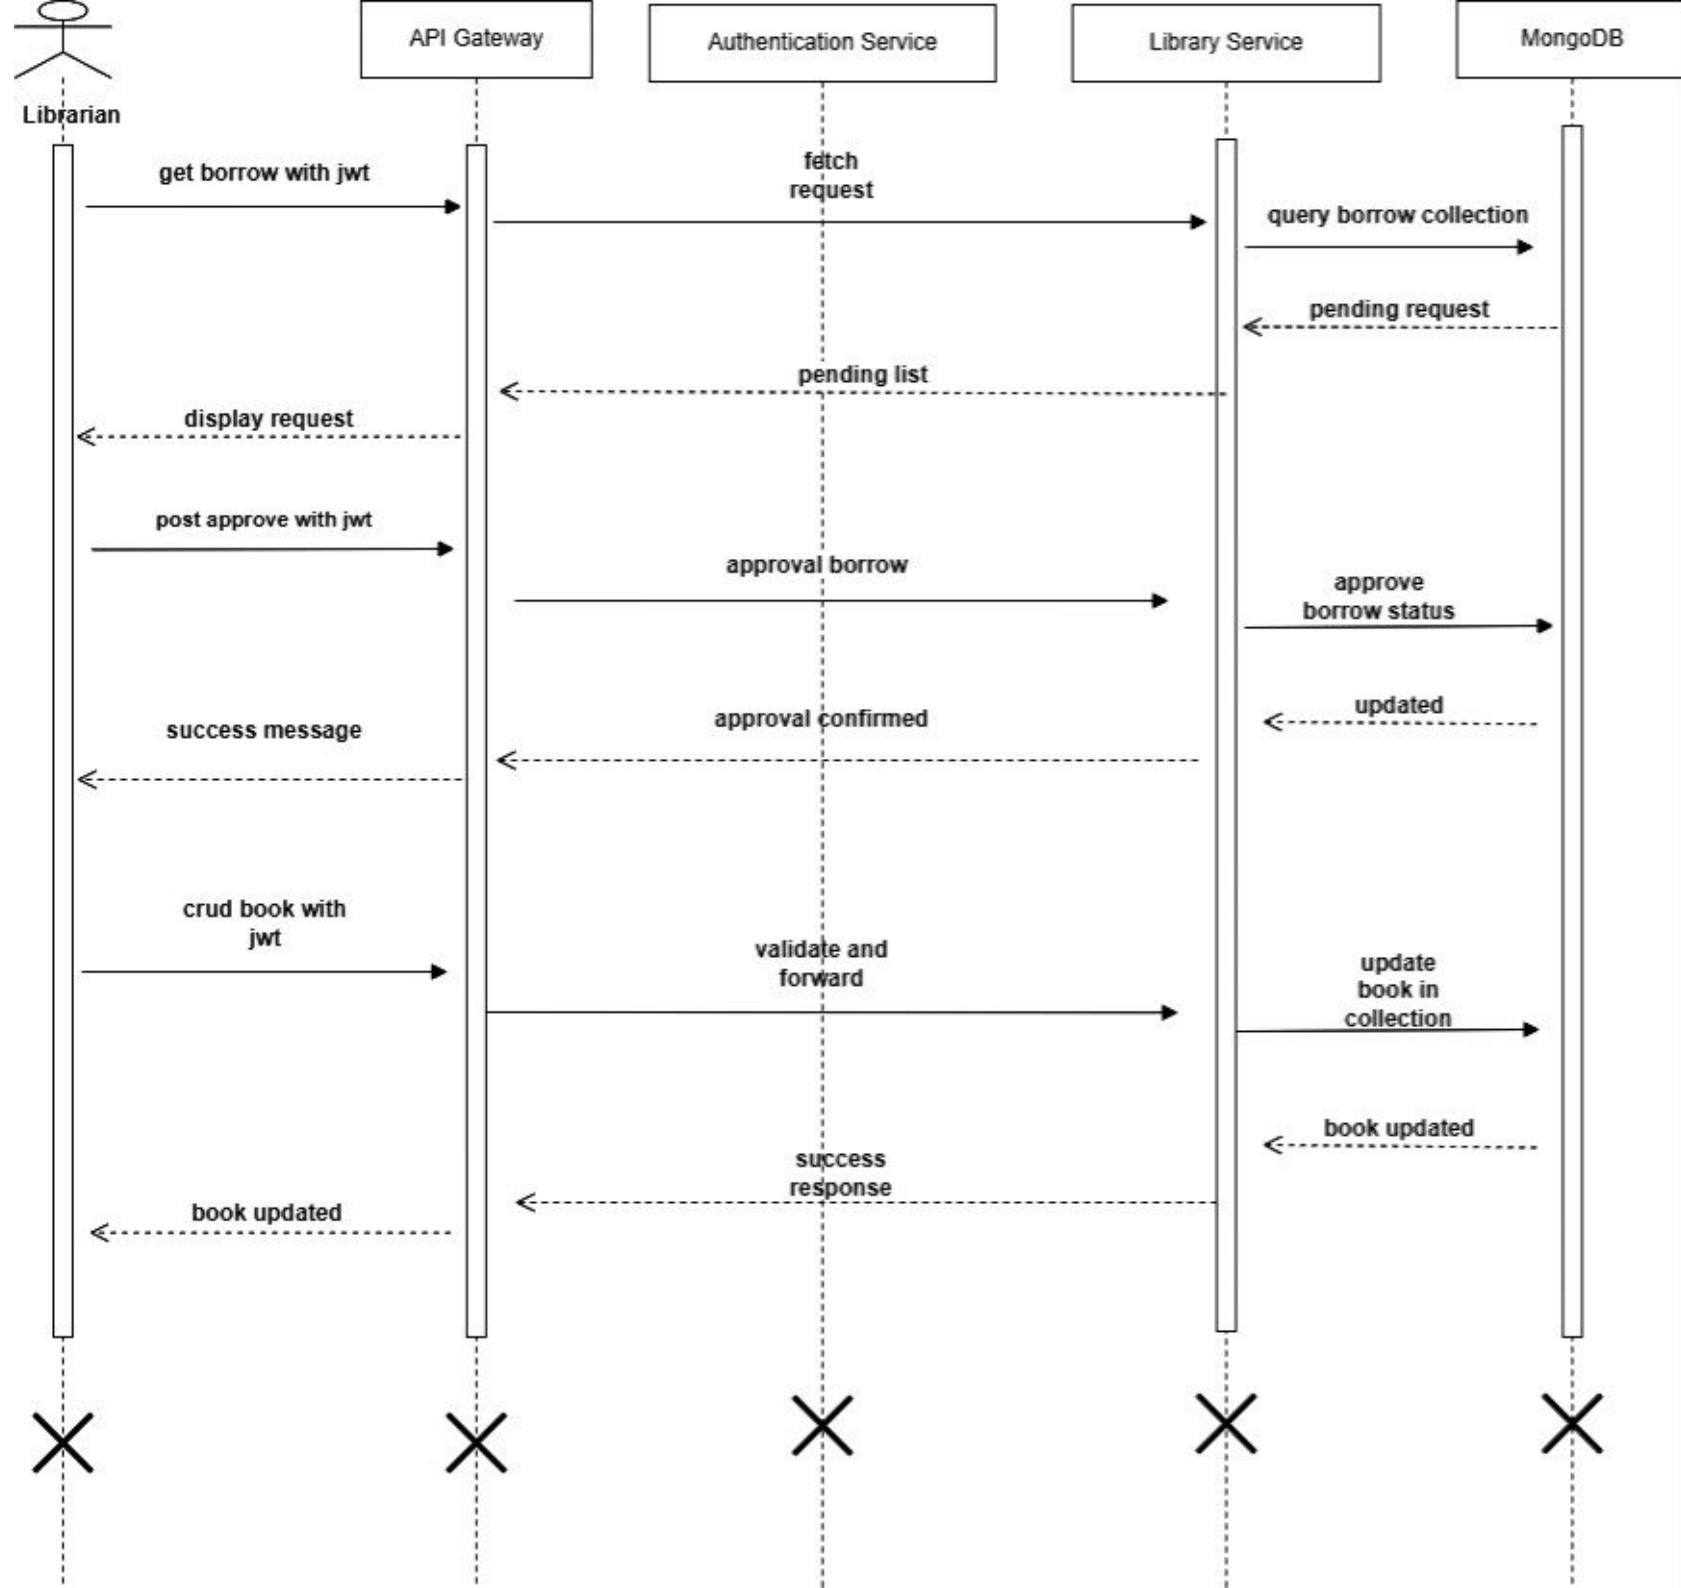 API Gateway
Authentication Service
Library Service
MongoDB
Librarian
get borrow with jwt
fetch
request
query borrow collection
pending request
pending list
display request
post approve with jwt
approval borrow
approve
borrow status
updated
approval confirmed
success message
crud book with
jwt
validate and
forward
update
book in
collection
book updated
success
response
book updated